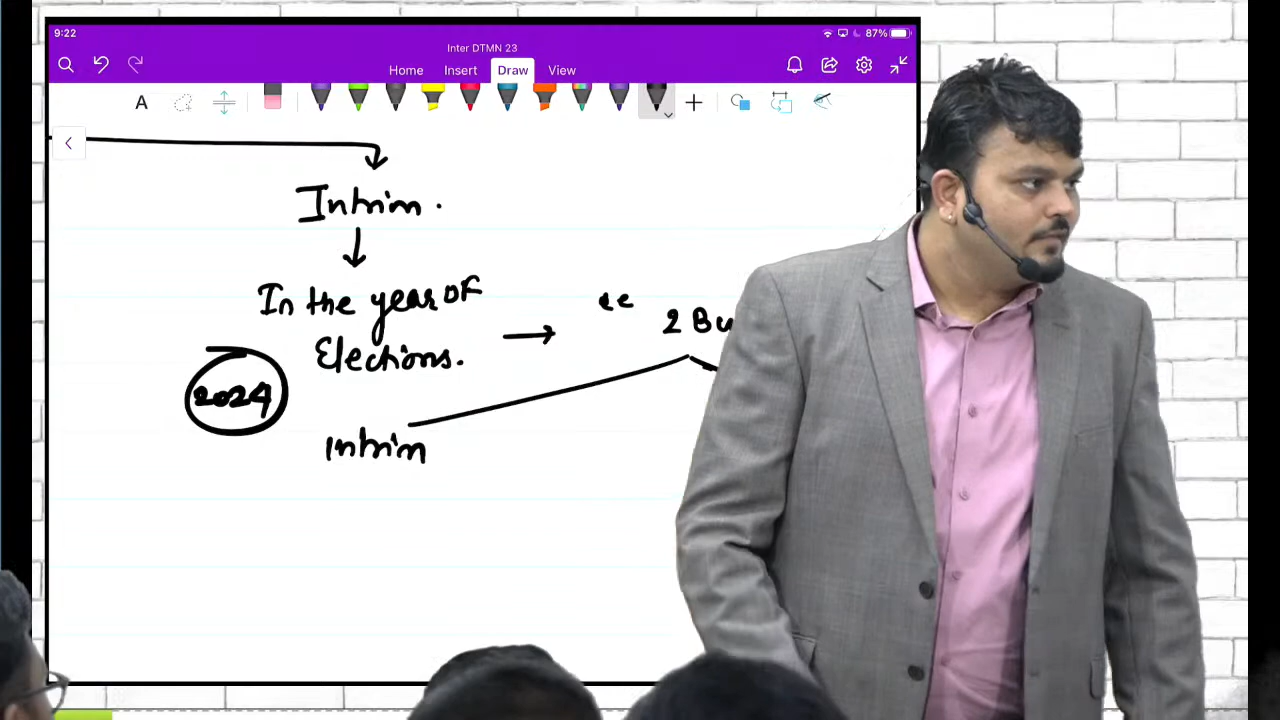 9:22
87%
Inter DTMN 23
Home Insert Draw View
A
Intrim.
In the year of
Elections.
2024
ee
2 Bu
Intrim